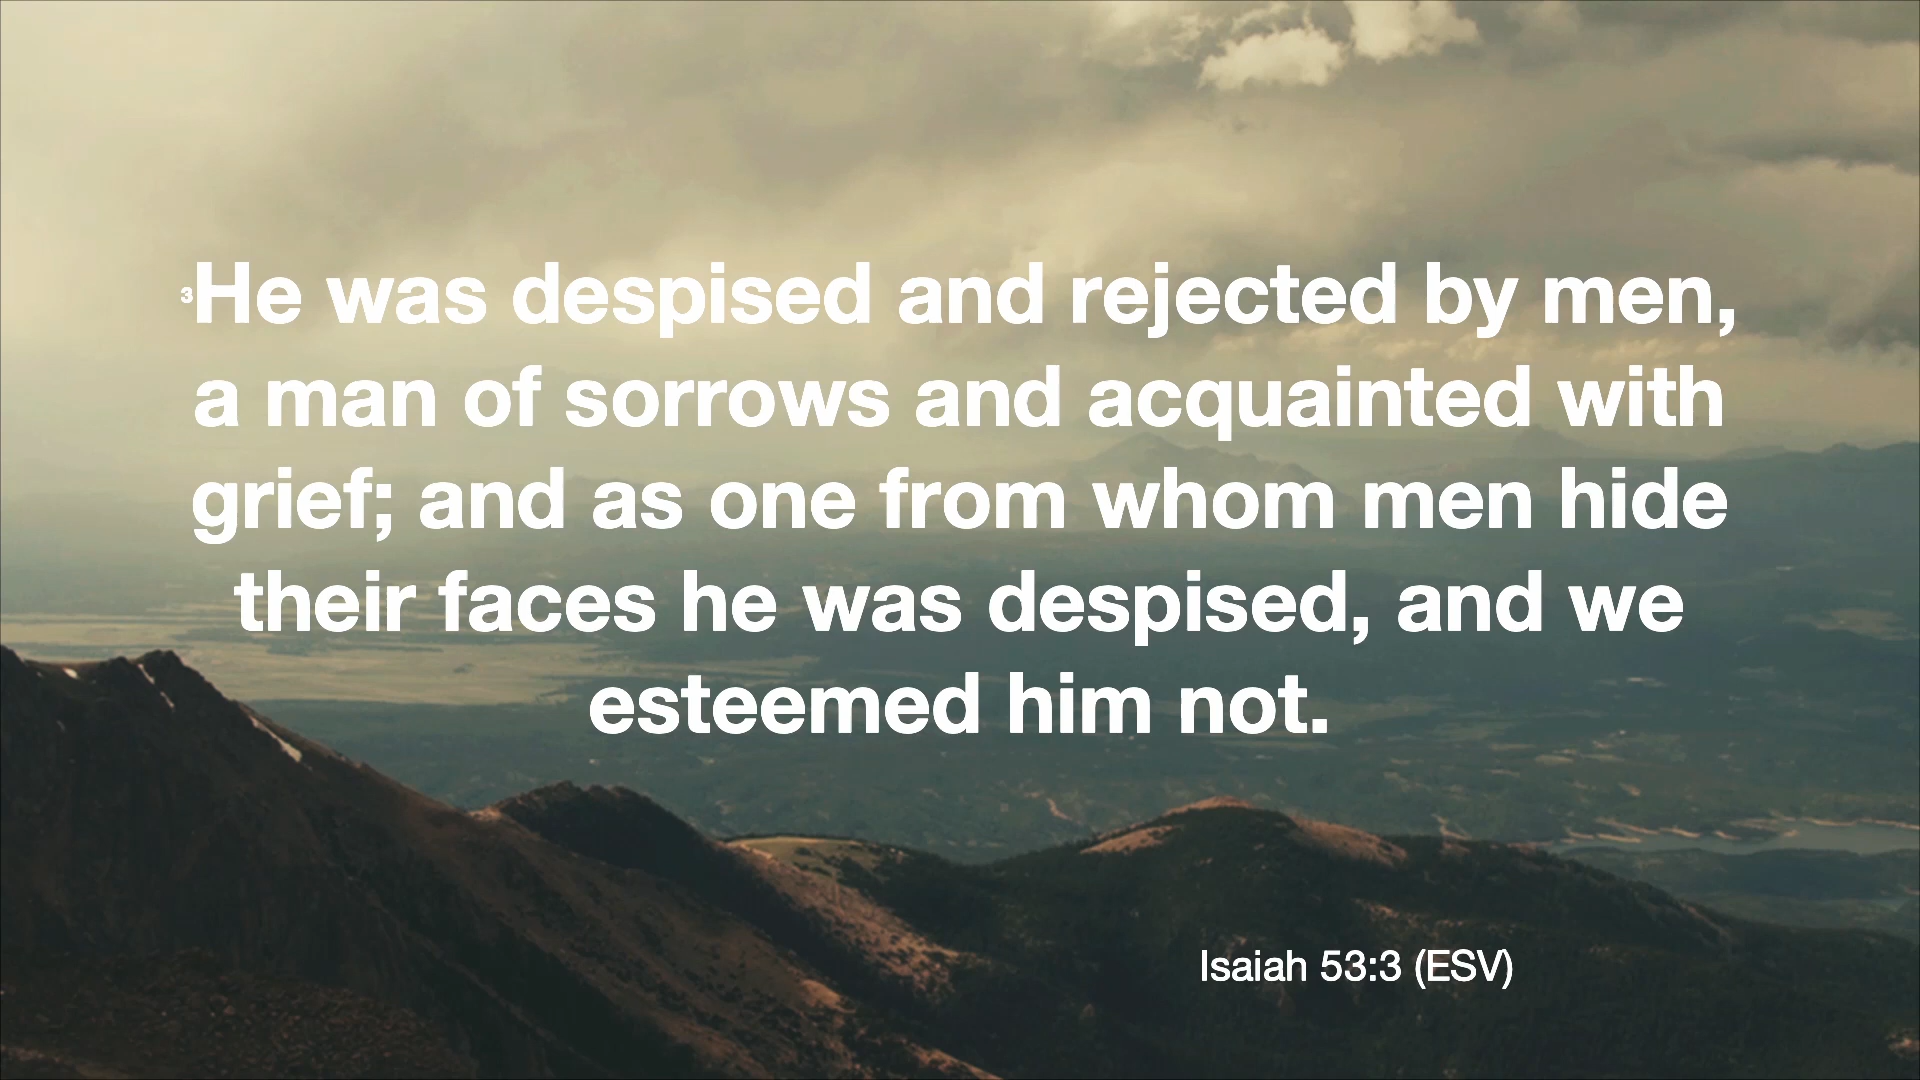 ³He was despised and rejected by men,
a man of sorrows and acquainted with
grief; and as one from whom men hide
their faces he was despised, and we
esteemed him not.
Isaiah 53:3 (ESV)